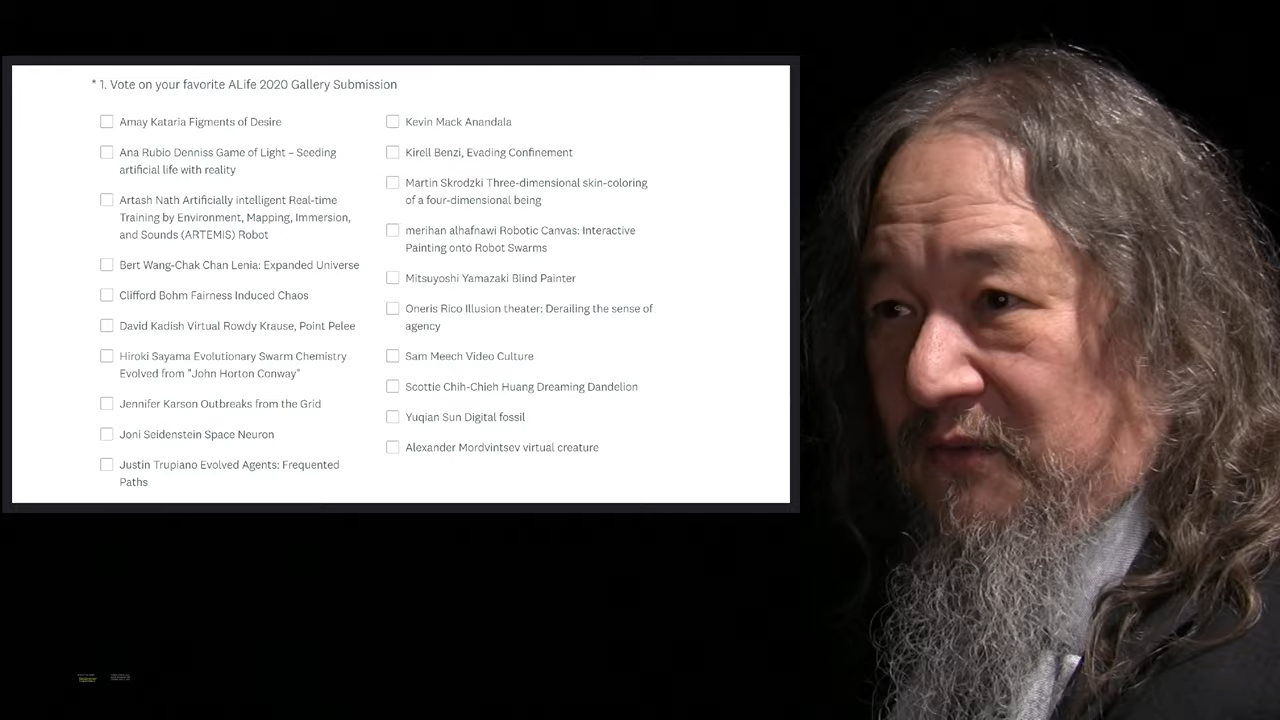 * 1. Vote on your favorite ALife 2020 Gallery Submission
Amay Kataria Figments of Desire
Ana Rubio Denniss Game of Light – Seeding
artificial life with reality
Artash Nath Artificially intelligent Real-time
Training by Environment, Mapping, Immersion,
and Sounds (ARTEMIS) Robot
Bert Wang-Chak Chan Lenia: Expanded Universe
Clifford Bohm Fairness Induced Chaos
David Kadish Virtual Rowdy Krause, Point Pelee
Hiroki Sayama Evolutionary Swarm Chemistry
Evolved from "John Horton Conway"
Jennifer Karson Outbreaks from the Grid
Joni Seidenstein Space Neuron
Justin Trupiano Evolved Agents: Frequented
Paths
Kevin Mack Anandala
Kirell Benzi, Evading Confinement
Martin Skrodzki Three-dimensional skin-coloring
of a four-dimensional being
merihan alhafnawi Robotic Canvas: Interactive
Painting onto Robot Swarms
Mitsuyoshi Yamazaki Blind Painter
Oneris Rico Illusion theater: Derailing the sense of
agency
Sam Meech Video Culture
Scottie Chih-Chieh Huang Dreaming Dandelion
Yuqian Sun Digital fossil
Alexander Mordvintsev virtual creature